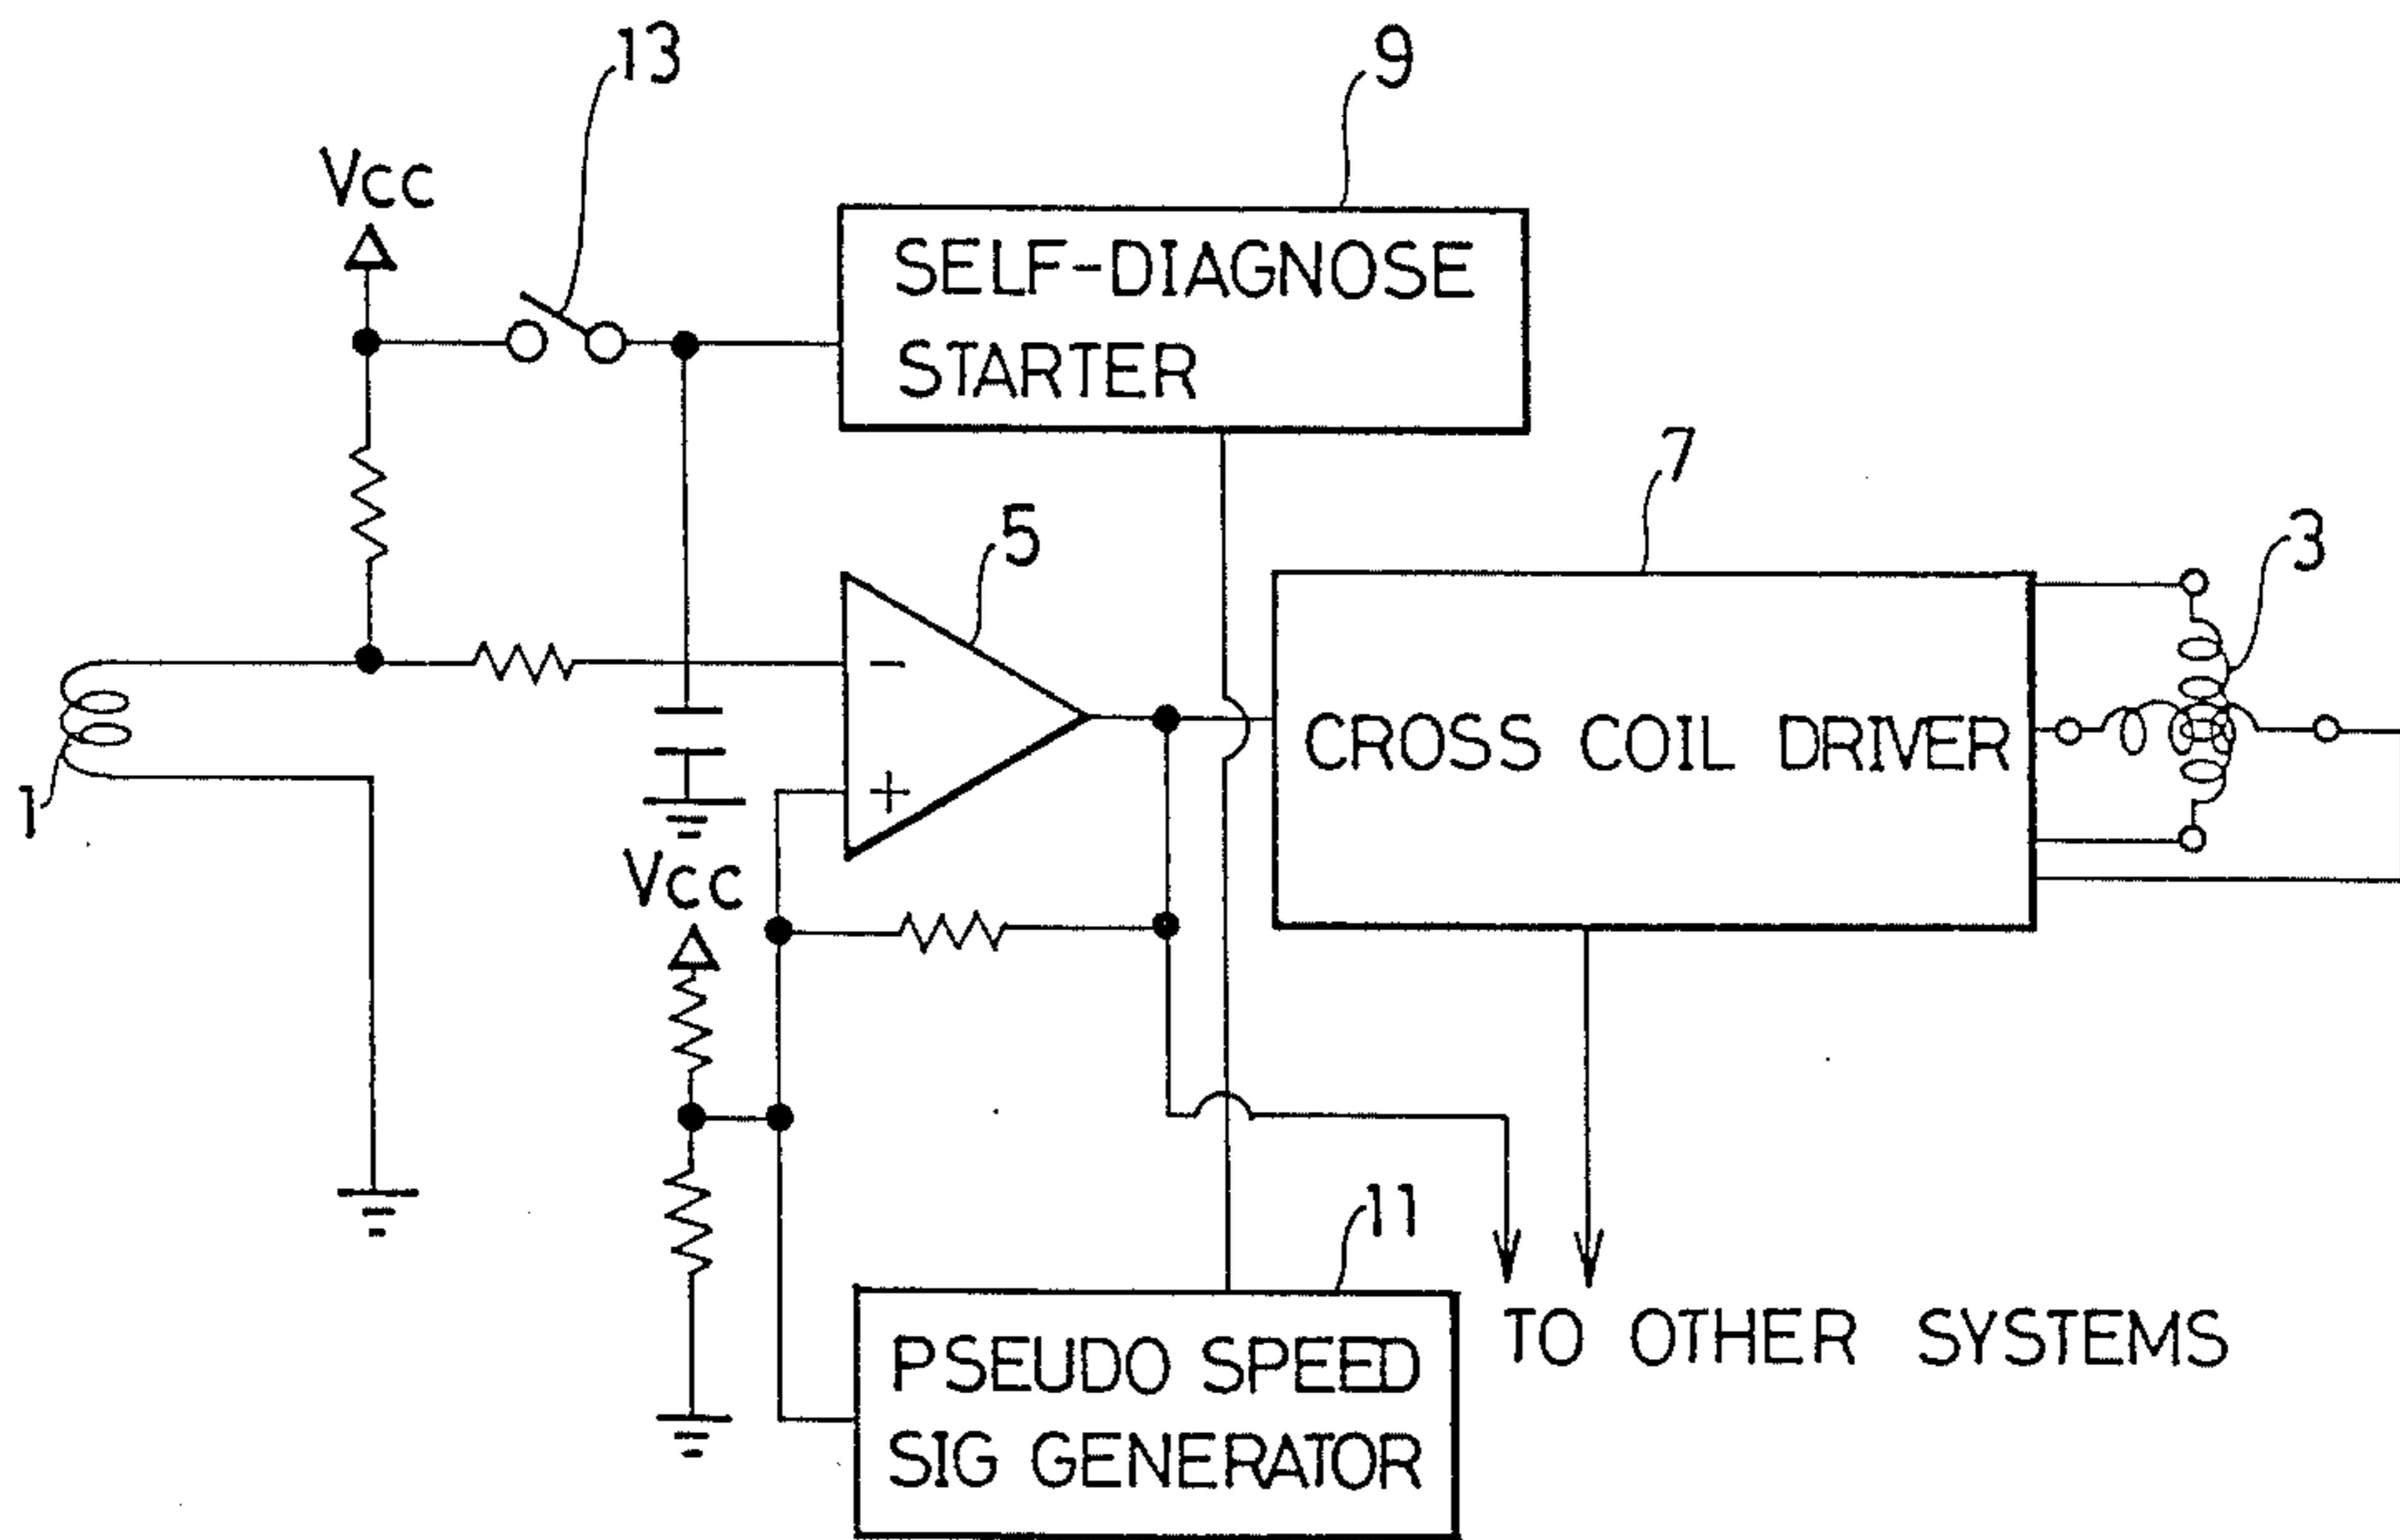 13
9
Vcc
SELF-DIAGNOSE
STARTER
7
5
3
-
CROSS COIL DRIVER
1
+
Vcc
11
TO OTHER SYSTEMS
PSEUDO SPEED
SIG GENERATOR